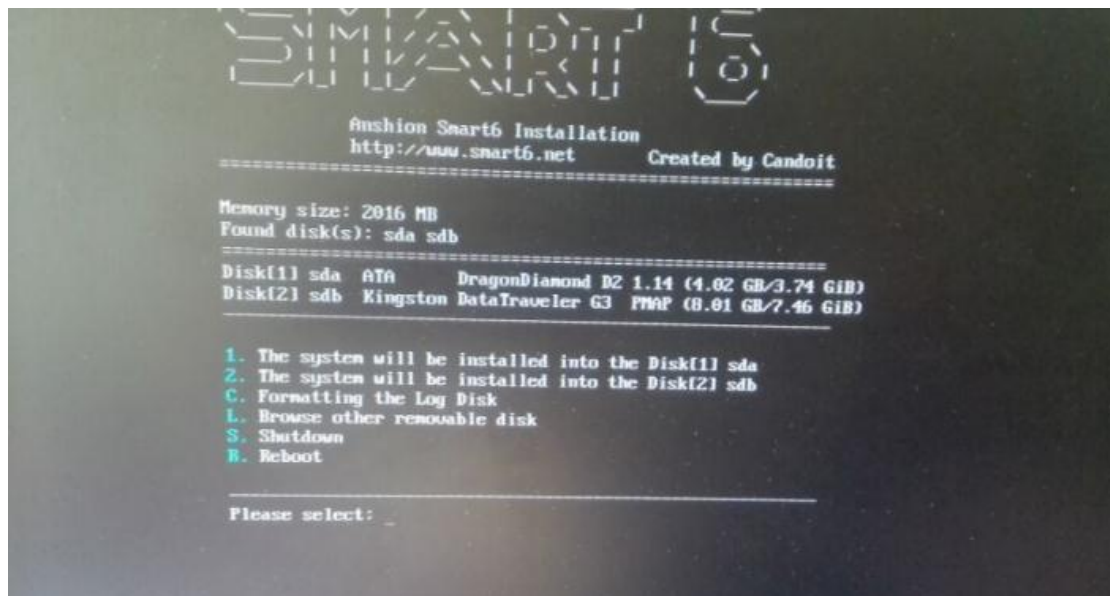 SMART 6
Anshion Smart6 Installation
http://www.smart6.net Created by Candoit
Memory size: 2016 MB
Found disk(s): sda sdb
Disk[1] sda ATA DragonDiamond D2 1.14 (4.02 GB/3.74 GiB)
Disk[2] sdb Kingston DataTraveler G3 PMAP (8.01 GB/7.46 GiB)
1. The system will be installed into the Disk[1] sda
2. The system will be installed into the Disk[2] sdb
C. Formatting the Log Disk
L. Browse other removable disk
S. Shutdown
R. Reboot
Please select: _